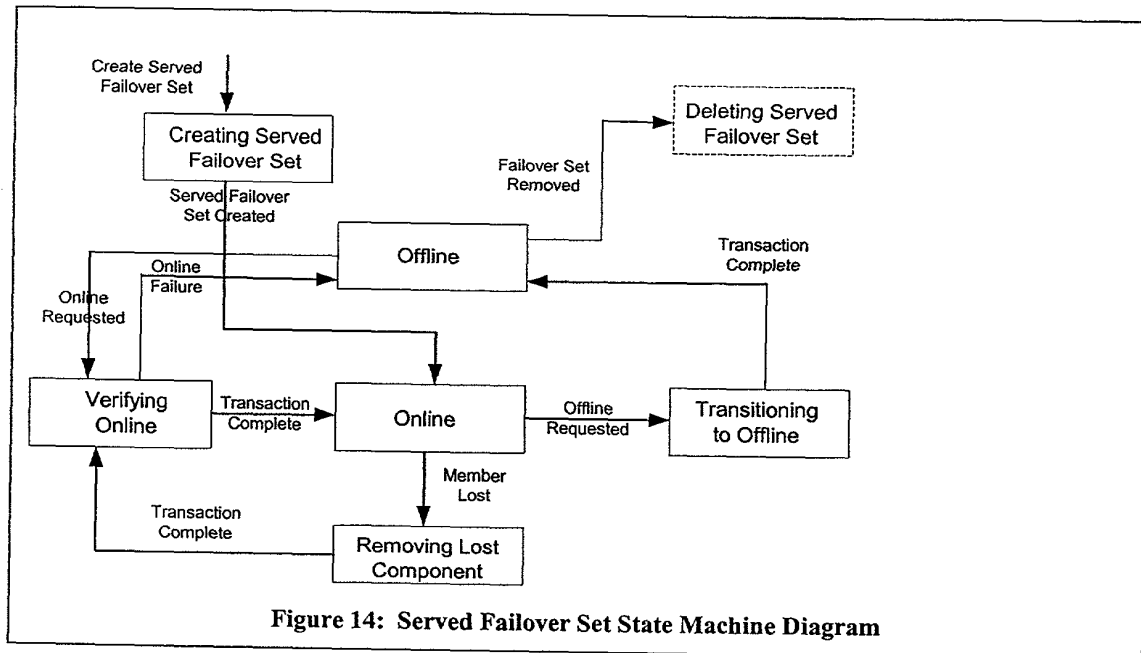 Create Served
Failover Set
Creating Served
Failover Set
Deleting Served
Failover Set
Failover Set
Removed
Served Failover
Set Created
Offline
Transaction
Complete
Online
Failure
Online
Requested
Verifying
Online
Transaction
Complete
Online
Offline
Requested
Transitioning
to Offline
Member
Lost
Transaction
Complete
Removing Lost
Component
Figure 14: Served Failover Set State Machine Diagram